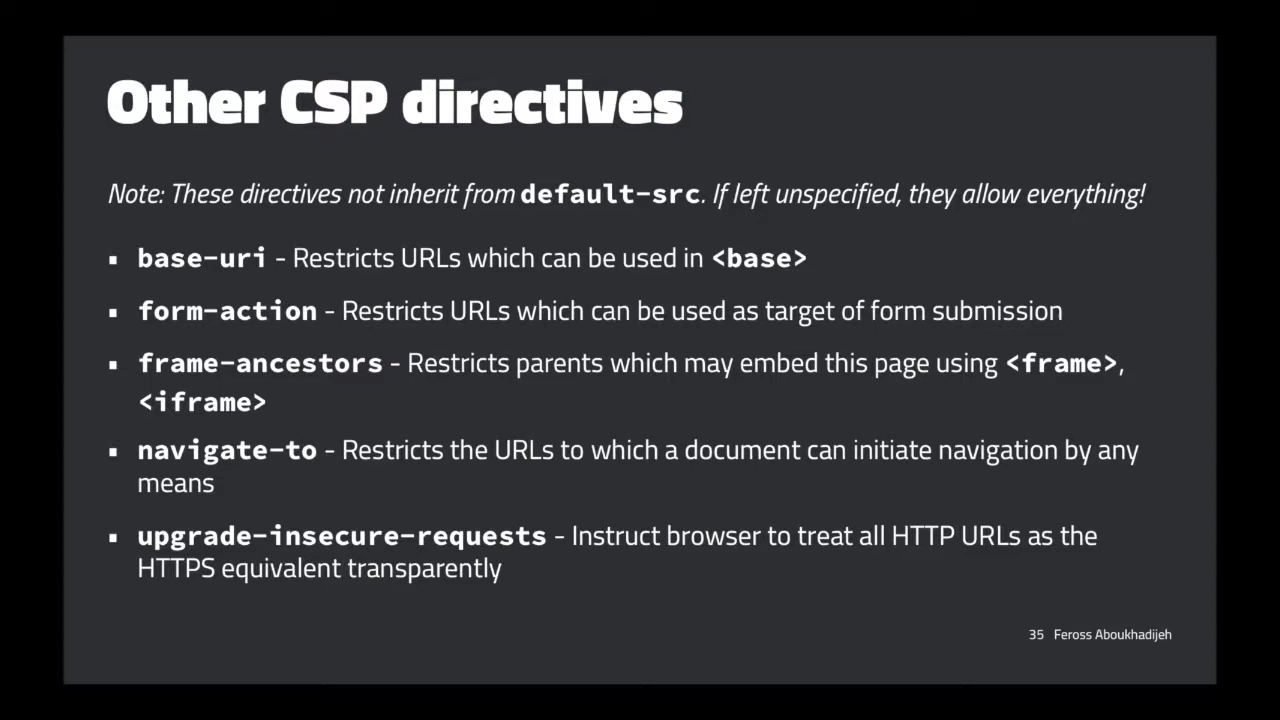 Other CSP directives
Note: These directives not inherit from default-src. If left unspecified, they allow everything!
▪ base-uri - Restricts URLs which can be used in <base>
▪ form-action - Restricts URLs which can be used as target of form submission
▪ frame-ancestors - Restricts parents which may embed this page using <frame>,
<iframe>
▪ navigate-to - Restricts the URLs to which a document can initiate navigation by any
means
▪ upgrade-insecure-requests - Instruct browser to treat all HTTP URLs as the
HTTPS equivalent transparently
35 Feross Aboukhadijeh